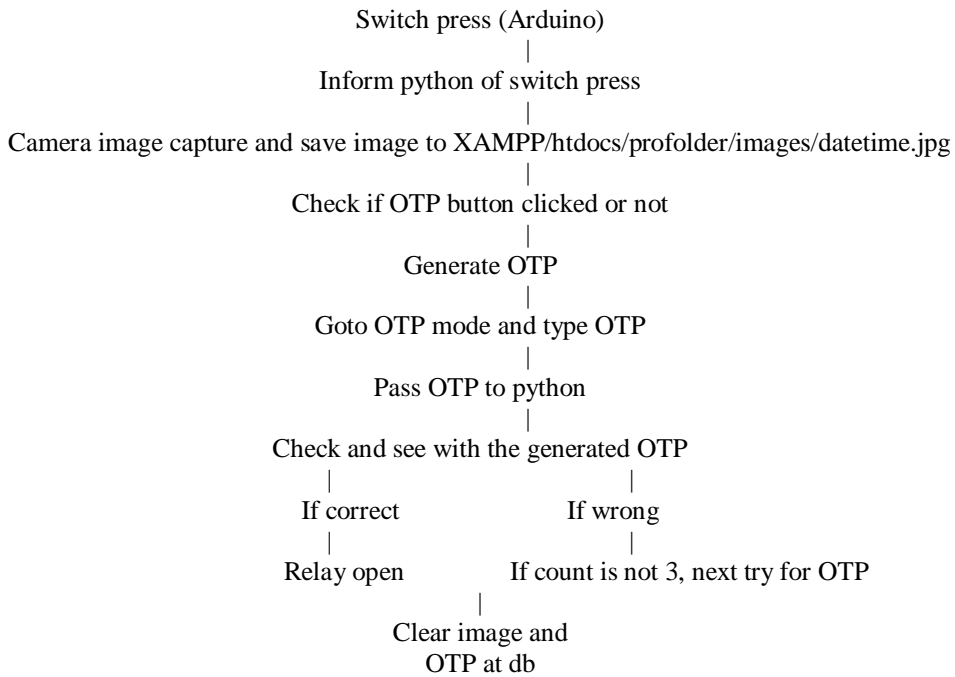 Switch press (Arduino)
Inform python of switch press
Camera image capture and save image to XAMPP/htdocs/profolder/images/datetime.jpg
Check if OTP button clicked or not
Generate OTP
Goto OTP mode and type OTP
Pass OTP to python
Check and see with the generated OTP
If correct
If wrong
Relay open
If count is not 3, next try for OTP
Clear image and
OTP at db